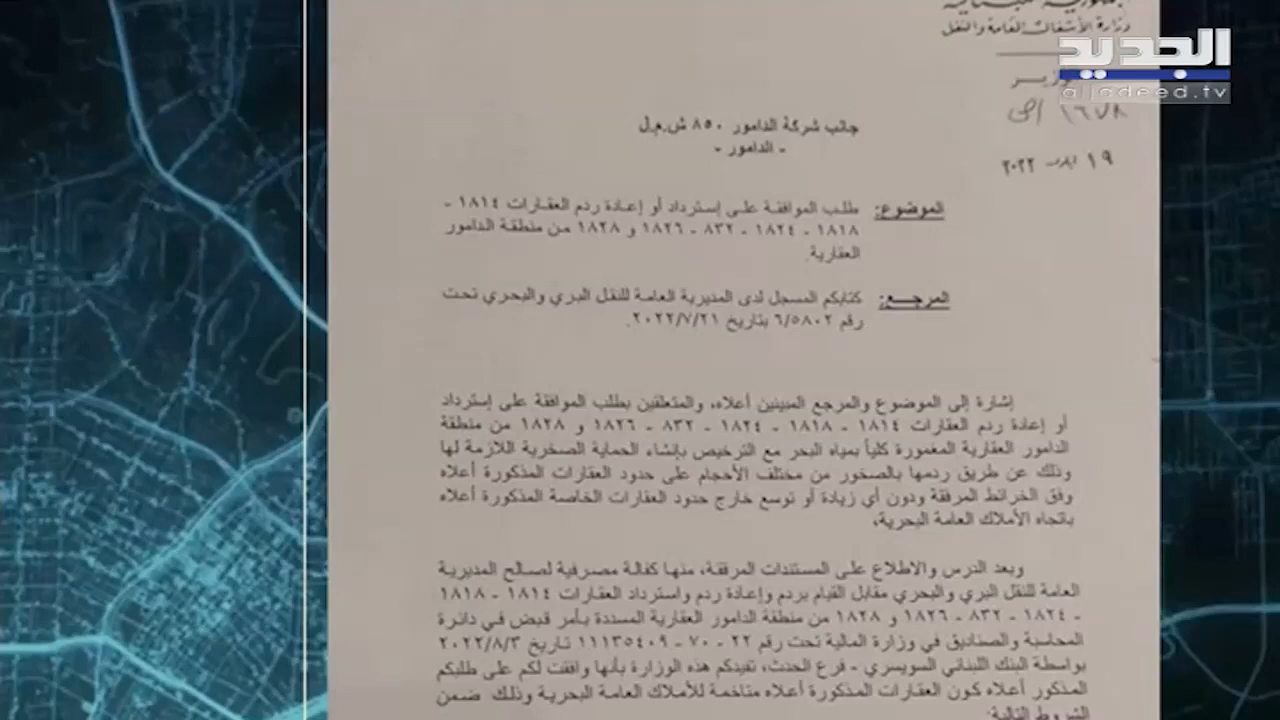 وزارة الأشغال العامة والنقل
الجديد
aljadeed.tv
١٦٧٨
١٩ ٢٠٢٢
جانب شركة الدامور ٨٥٠ ش.م.ل
- الدامور -
الموضوع: طلب الموافقة على إسترداد أو إعادة ردم العقارات ١٨١٤ -
١٨١٨ - ١٨٢٤ - ٨٣٢ - ١٨٢٦ و ١٨٢٨ من منطقة الدامور
العقارية.
المرجع: كتابكم المسجل لدى المديرية العامة للنقل البري والبحري تحت
رقم ٦/٥٨٠٢ بتاريخ ٢٠٢٢/٧/٢١.
إشارة إلى الموضوع والمرجع المبينين أعلاه، والمتعلقين بطلب الموافقة على إسترداد
أو إعادة ردم العقارات ١٨١٤ - ١٨١٨ - ١٨٢٤ - ٨٣٢ - ١٨٢٦ و ١٨٢٨ من منطقة
الدامور العقارية المغمورة كلياً بمياه البحر مع الترخيص بإنشاء الحماية الصخرية اللازمة لها
وذلك عن طريق ردمها بالصخور من مختلف الأحجام على حدود العقارات المذكورة أعلاه
وفق الخرائط المرفقة ودون أي زيادة أو توسع خارج حدود العقارات الخاصة المذكورة أعلاه
باتجاه الأملاك العامة البحرية،
وبعد الدرس والاطلاع على المستندات المرفقة، منها كفالة مصرفية لصالح المديرية
العامة للنقل البري والبحري مقابل القيام بردم وإعادة ردم واسترداد العقارات ١٨١٤ - ١٨١٨
- ١٨٢٤ - ٨٣٢ - ١٨٢٦ و ١٨٢٨ من منطقة الدامور العقارية المسددة بأمر قبض في دائرة
المحاسبة والصناديق في وزارة المالية تحت رقم ٢٢ - ٧٠ - ١١١٣٥٤٠٩ تاريخ ٢٠٢٢/٨/٣
بواسطة البنك اللبناني السويسري - فرع الحدث، تفيدكم هذه الوزارة بأنها وافقت لكم على طلبكم
المذكور أعلاه كون العقارات المذكورة أعلاه متاخمة للأملاك العامة البحرية وذلك ضمن
الشروط التالية: